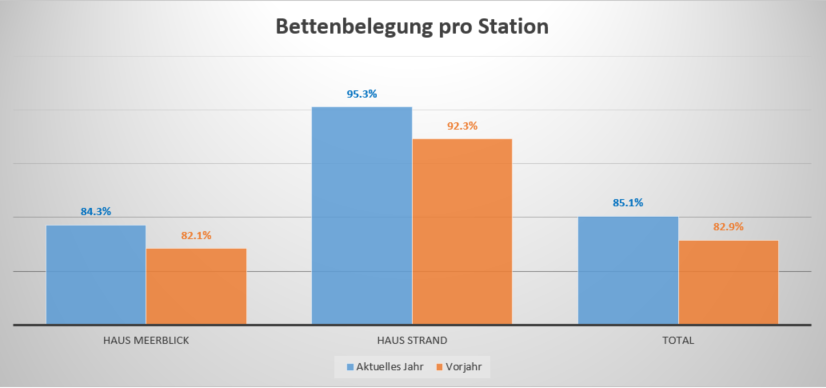 Bettenbelegung pro Station
95.3%
92.3%
84.3%
82.1%
85.1%
82.9%
HAUS MEERBLICK
HAUS STRAND
TOTAL
Aktuelles Jahr
Vorjahr